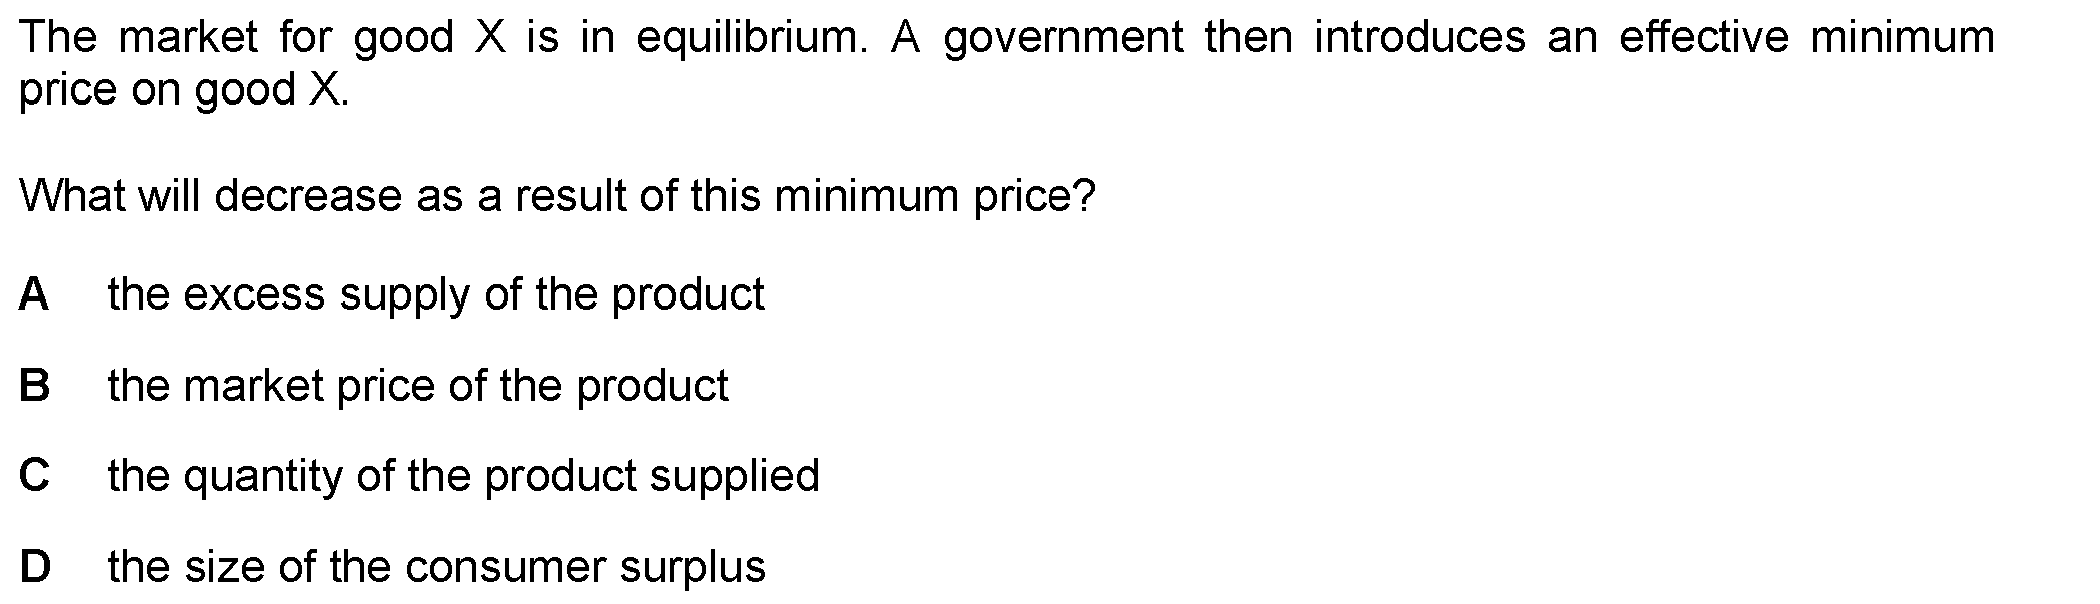 The market for good X is in equilibrium. A government then introduces an effective minimum
price on good X.
What will decrease as a result of this minimum price?
A the excess supply of the product
B the market price of the product
C the quantity of the product supplied
D the size of the consumer surplus